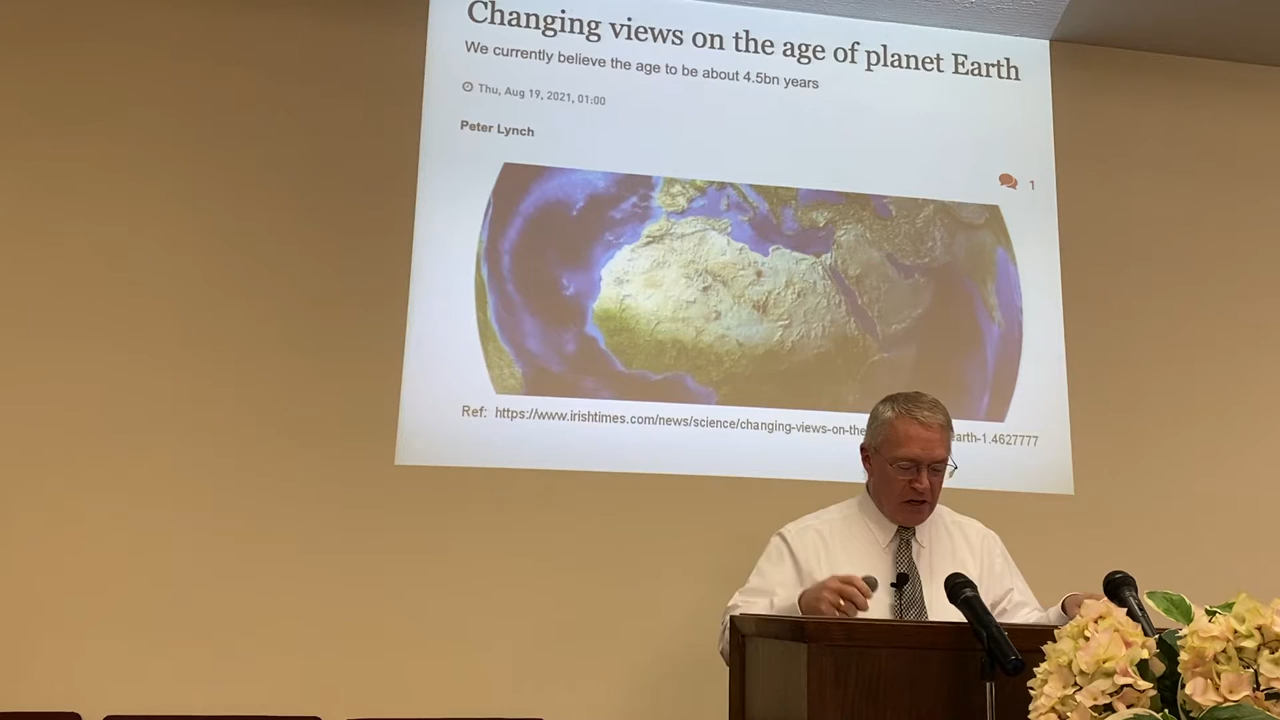 Changing views on the age of planet Earth
We currently believe the age to be about 4.5bn years
Thu, Aug 19, 2021, 01:00
Peter Lynch
1
Ref: https://www.irishtimes.com/news/science/changing-views-on-the earth-1.4627777